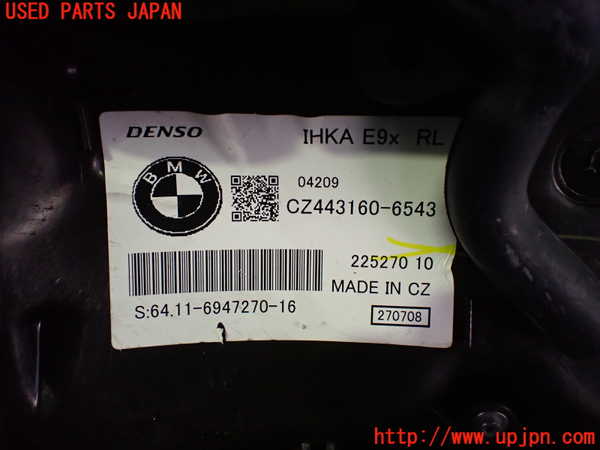 USED PARTS JAPAN
DENSO
IHKA E9x RL
BMW
04209
CZ443160-6543
225270 10
MADE IN CZ
S:64.11-6947270-16
270708
http://www.upjpn.com/